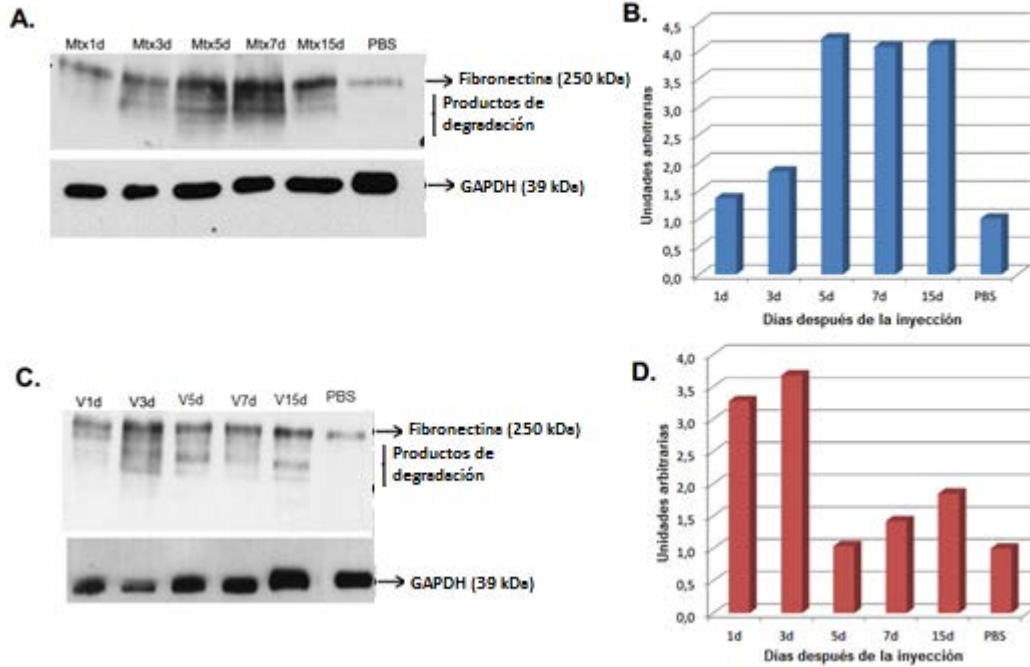 A.
Mtx1d Mtx3d Mtx5d Mtx7d Mtx15d PBS
Fibronectina (250 kDa)
Productos de
degradación
GAPDH (39 kDa)
B.
Unidades arbitrarias
4,5
4,0
3,5
3,0
2,5
2,0
1,5
1,0
0,5
0,0
1d 3d 5d 7d 15d PBS
Días después de la inyección
C.
V1d V3d V5d V7d V15d PBS
Fibronectina (250 kDa)
Productos de
degradación
GAPDH (39 kDa)
D.
Unidades arbitrarias
4,0
3,5
3,0
2,5
2,0
1,5
1,0
0,5
0,0
1d 3d 5d 7d 15d PBS
Días después de la inyección